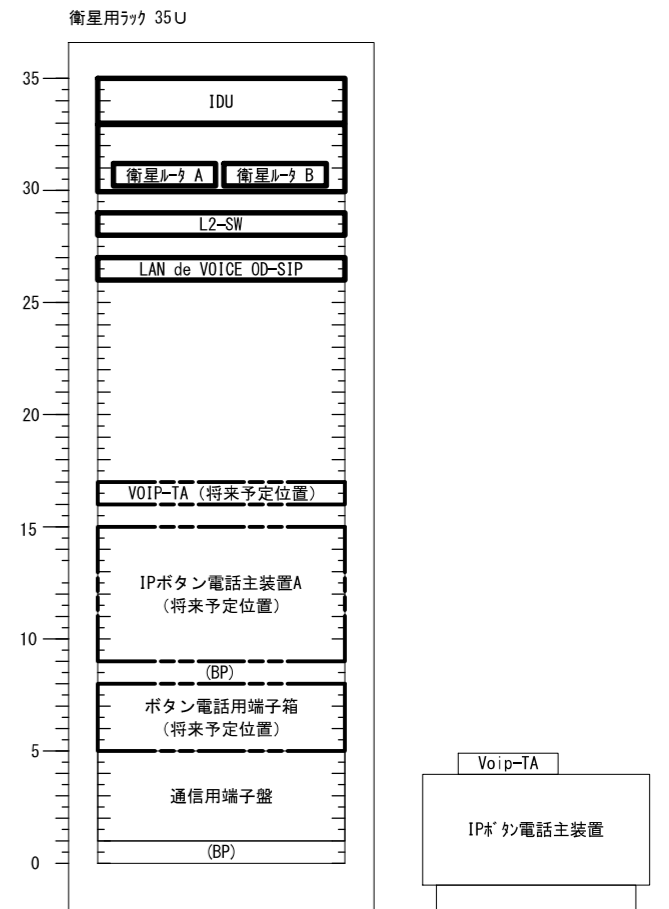 衛星用ﾗｯｸ 35U
35
IDU
衛星ﾙｰﾀ A
衛星ﾙｰﾀ B
30
L2-SW
LAN de VOICE OD-SIP
25
20
VOIP-TA (将来予定位置)
15
IPボタン電話主装置A
(将来予定位置)
10
(BP)
ボタン電話用端子箱
(将来予定位置)
5
通信用端子盤
(BP)
0
Voip-TA
IPﾎﾞﾀﾝ電話主装置